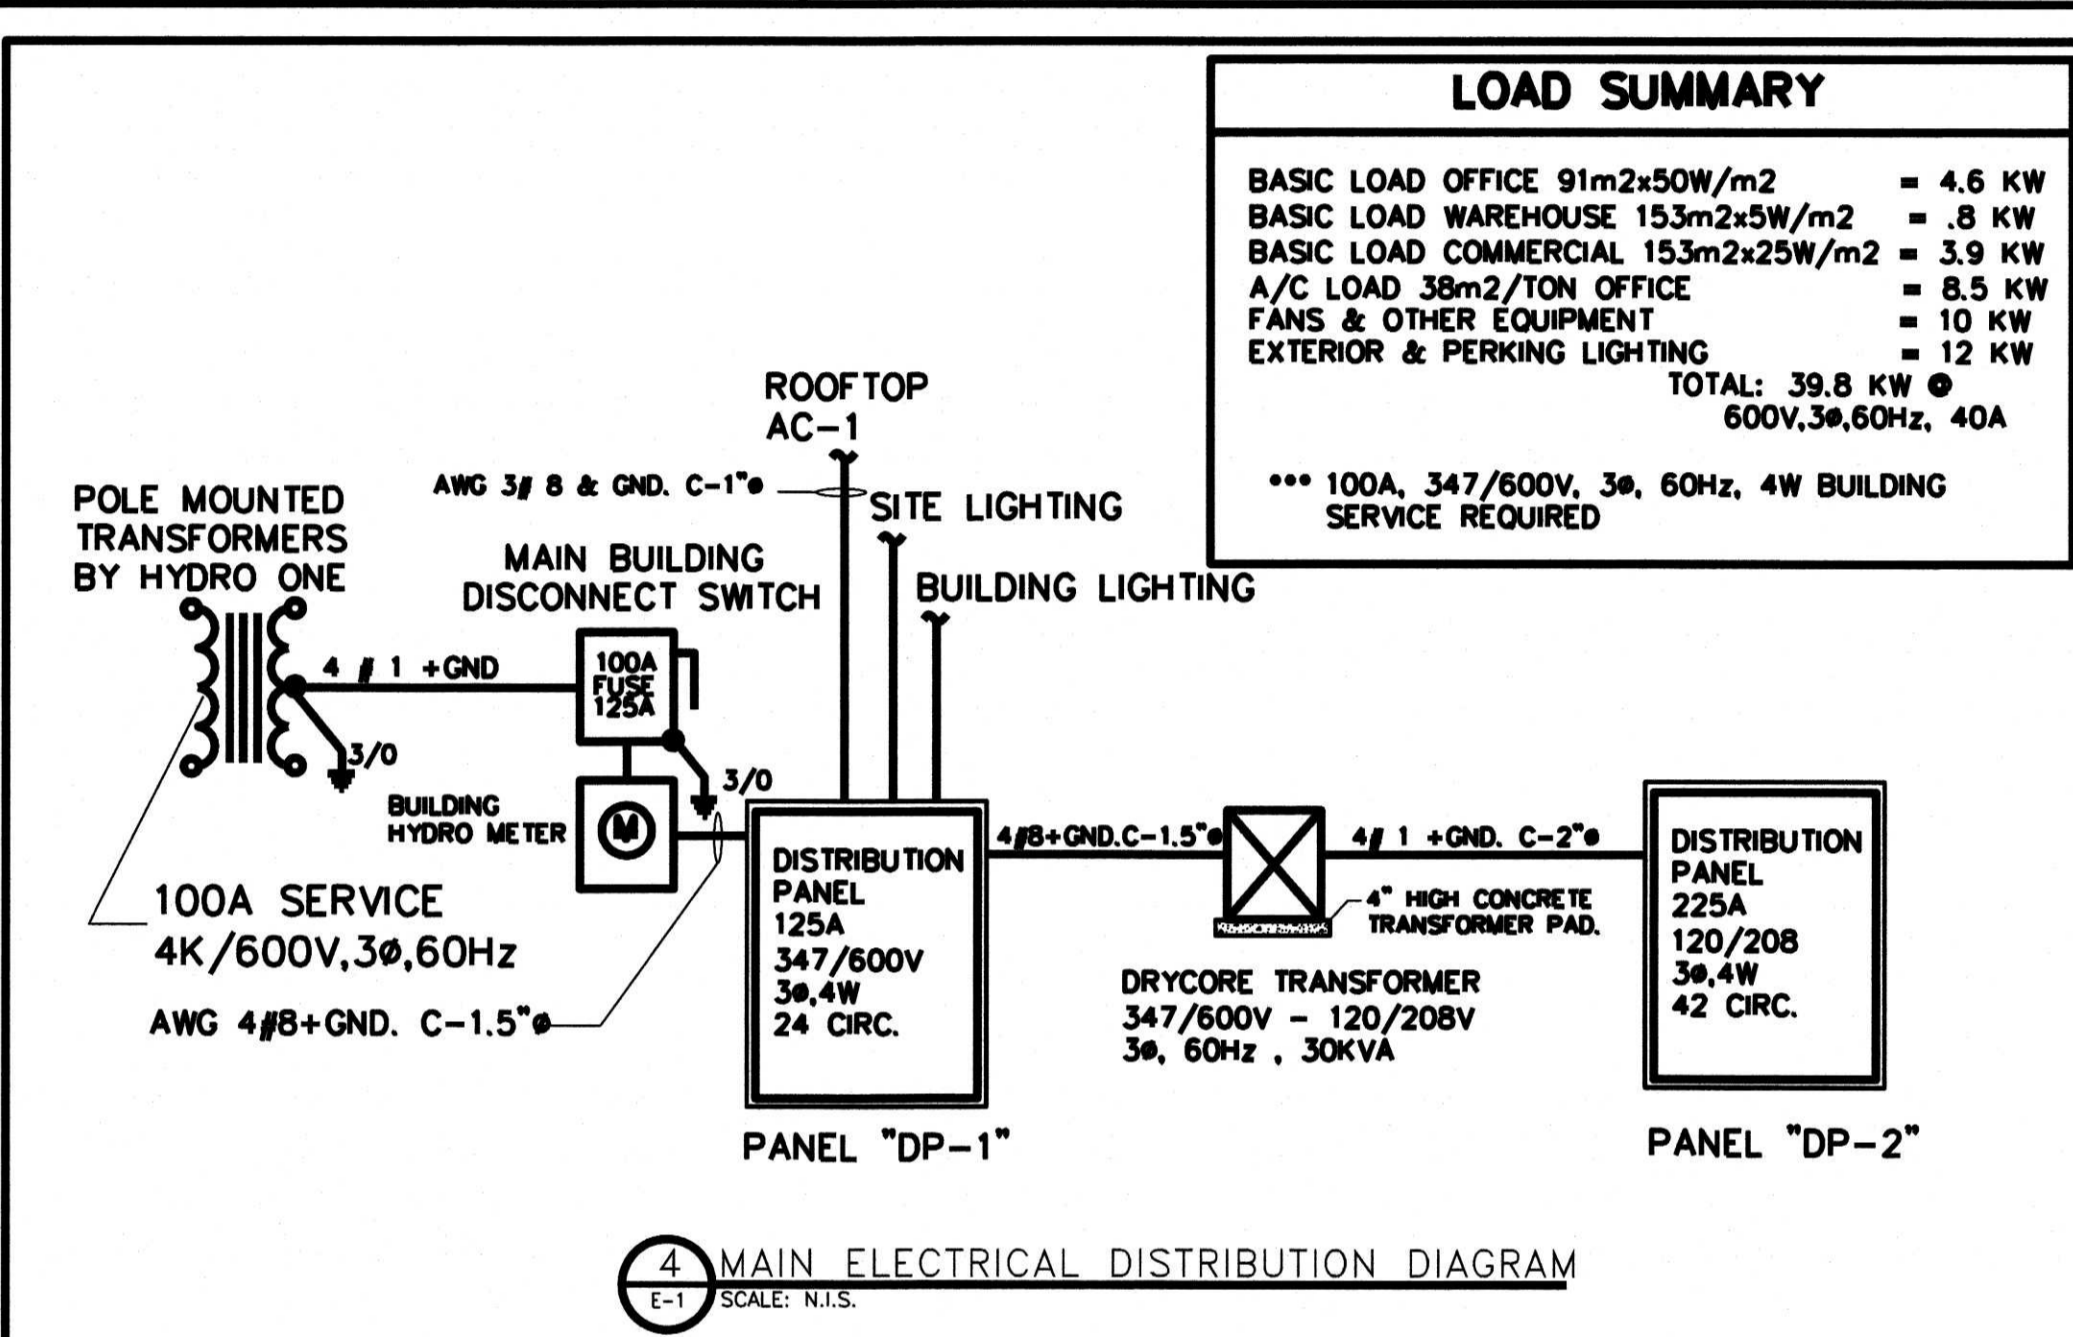 LOAD SUMMARY
BASIC LOAD OFFICE 91m2x50W/m2 = 4.6 KW
BASIC LOAD WAREHOUSE 153m2x5W/m2 = .8 KW
BASIC LOAD COMMERCIAL 153m2x25W/m2 = 3.9 KW
A/C LOAD 38m2/TON OFFICE = 8.5 KW
FANS & OTHER EQUIPMENT = 10 KW
EXTERIOR & PERKING LIGHTING = 12 KW
TOTAL: 39.8 KW @
600V,3ø,60Hz, 40A
*** 100A, 347/600V, 3ø, 60Hz, 4W BUILDING
SERVICE REQUIRED
ROOFTOP
AC-1
AWG 3# 8 & GND. C-1"ø
SITE LIGHTING
BUILDING LIGHTING
POLE MOUNTED
TRANSFORMERS
BY HYDRO ONE
MAIN BUILDING
DISCONNECT SWITCH
4 # 1 +GND
100A
FUSE
125A
3/0
3/0
BUILDING
HYDRO METER
M
100A SERVICE
4K/600V,3ø,60Hz
AWG 4#8+GND. C-1.5"ø
DISTRIBUTION
PANEL
125A
347/600V
3ø,4W
24 CIRC.
PANEL "DP-1"
4#8+GND.C-1.5"ø
4# 1 +GND. C-2"ø
4" HIGH CONCRETE
TRANSFORMER PAD.
DRYCORE TRANSFORMER
347/600V - 120/208V
3ø, 60Hz , 30KVA
DISTRIBUTION
PANEL
225A
120/208
3ø,4W
42 CIRC.
PANEL "DP-2"
4
E-1
MAIN ELECTRICAL DISTRIBUTION DIAGRAM
SCALE: N.I.S.